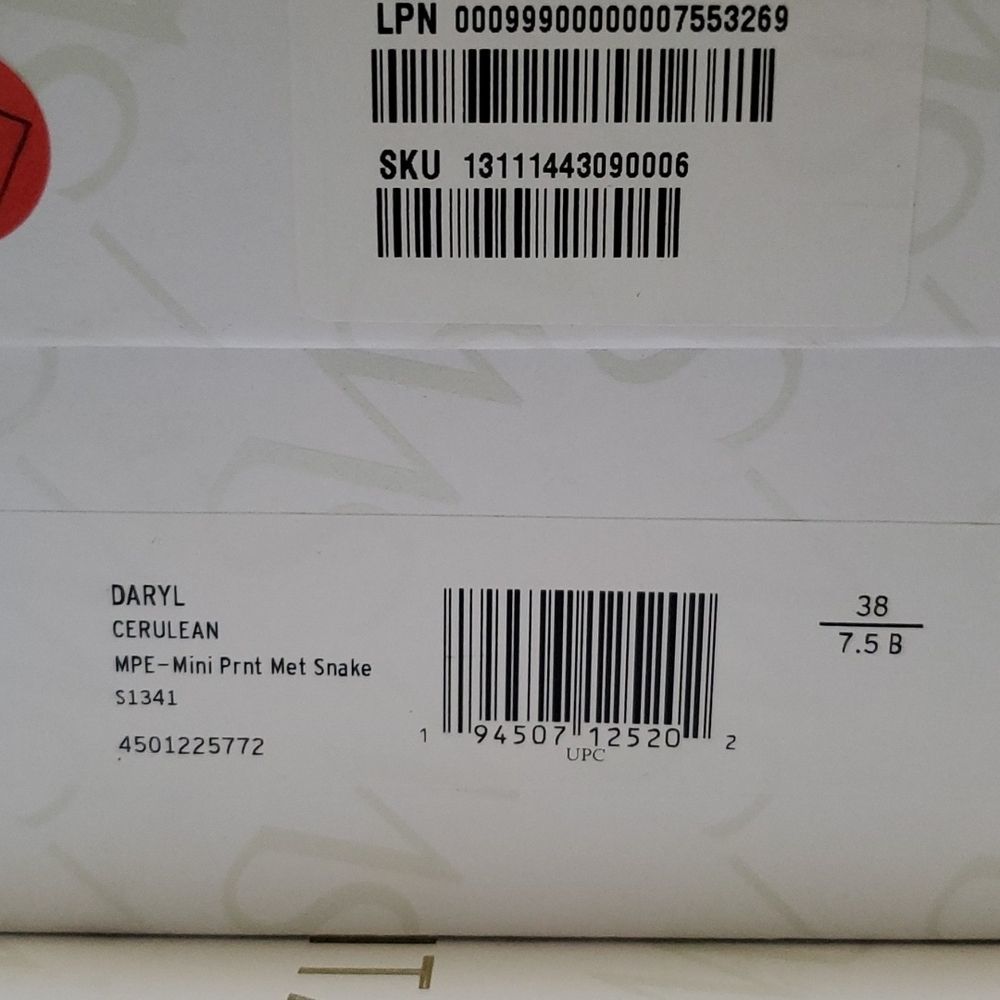 LPN 00099900000007553269
SKU 13111443090006
DARYL
CERULEAN
MPE-Mini Prnt Met Snake
S1341
4501225772
1 94507 12520 2
UPC
38
7.5 B